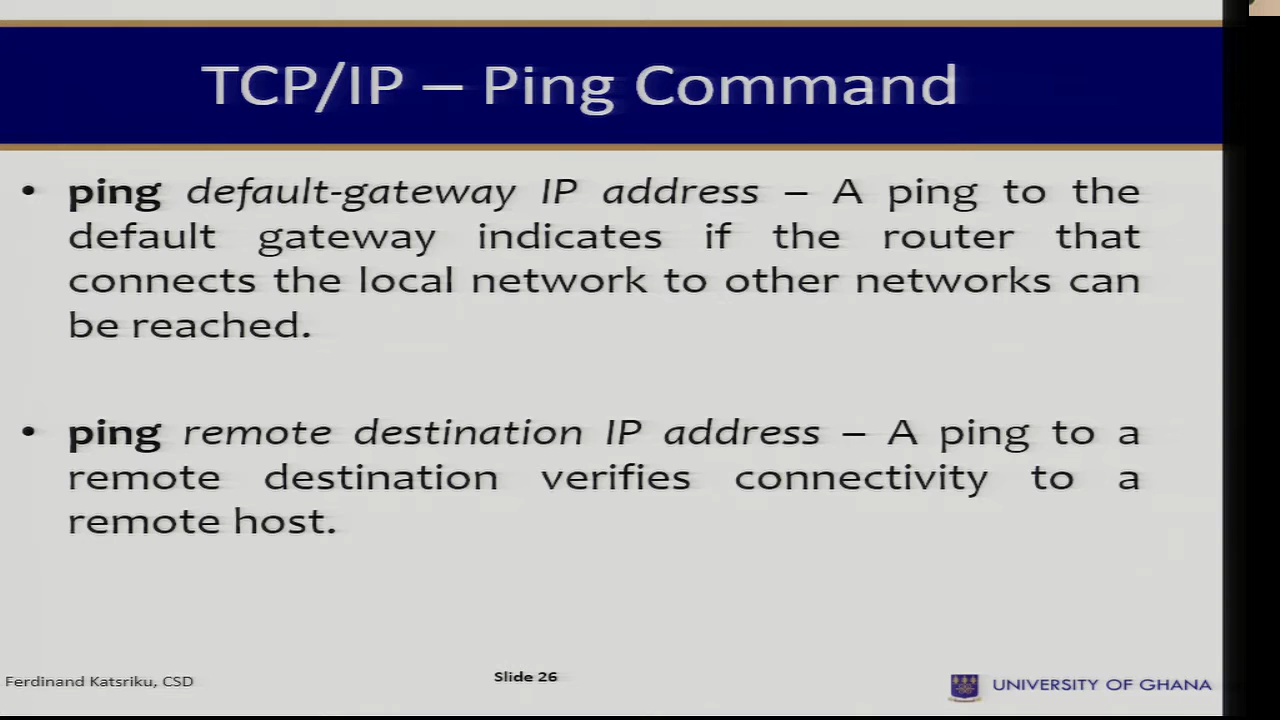 TCP/IP – Ping Command
• ping default-gateway IP address – A ping to the
default gateway indicates if the router that
connects the local network to other networks can
be reached.
• ping remote destination IP address – A ping to a
remote destination verifies connectivity to a
remote host.
Ferdinand Katsriku, CSD
Slide 26
UNIVERSITY OF GHANA